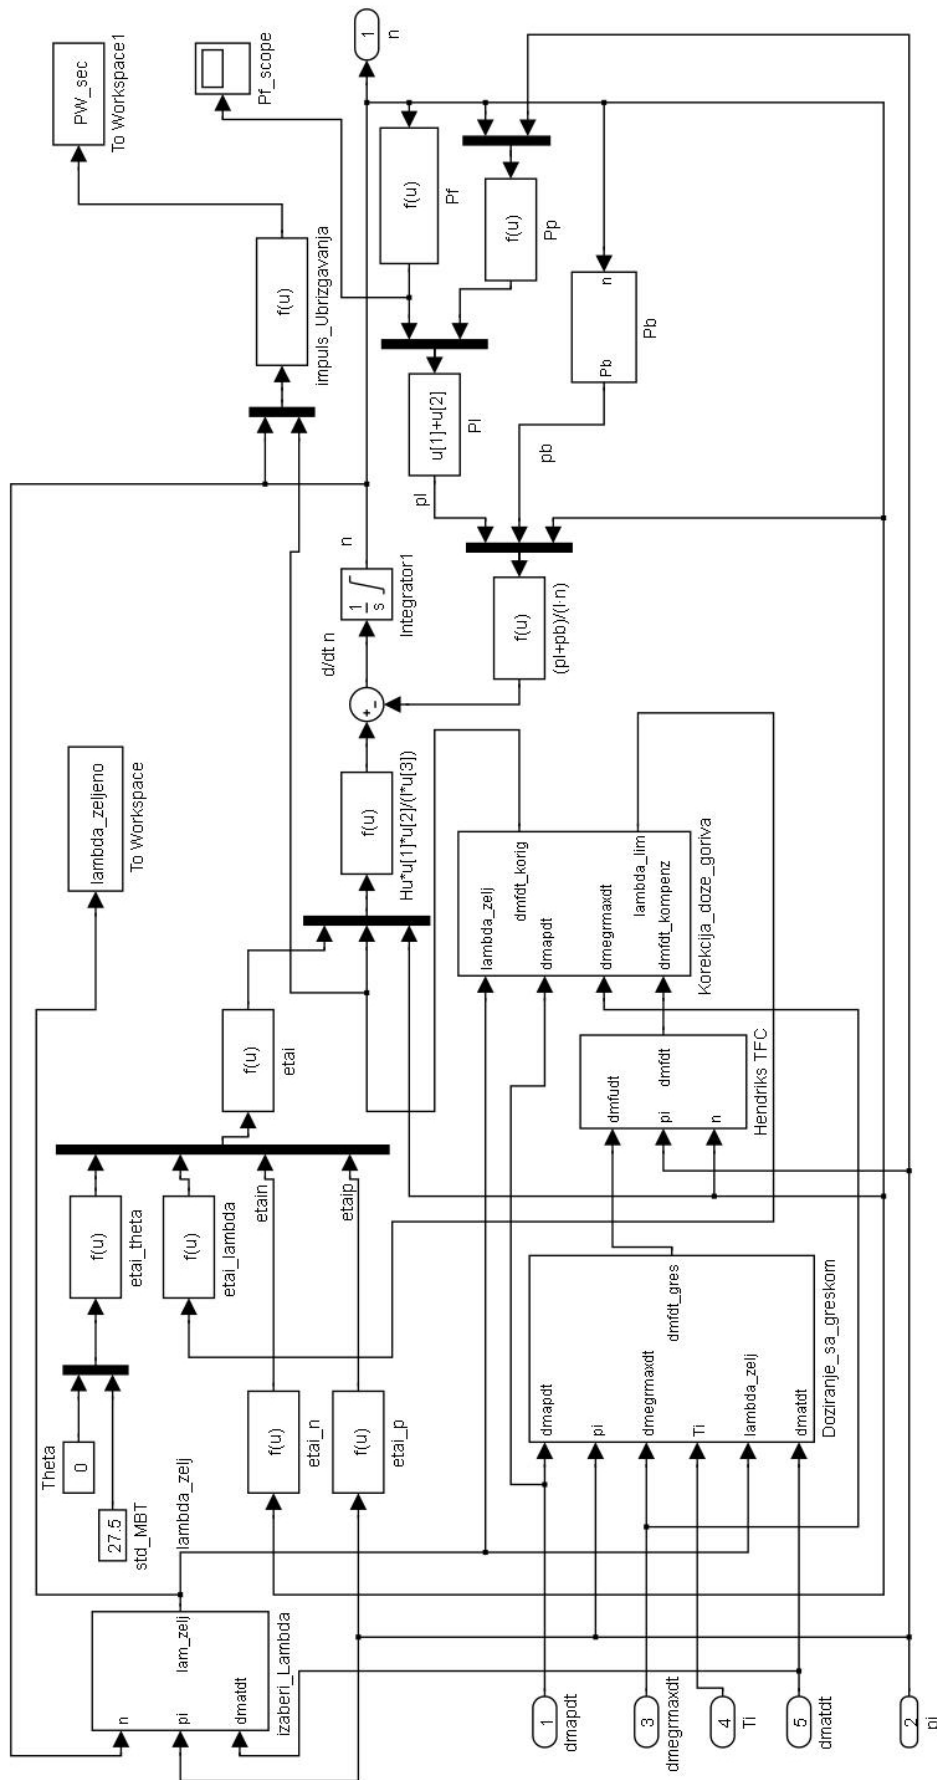 n
pi
dmatdt
lam_zelj
izaberi_Lambda
Theta
0
27.5
std_MBT
lambda_zelj
f(u)
etai_theta
f(u)
etai_lambda
f(u)
etai_n
f(u)
etai_p
etain
etaip
f(u)
etai
lambda_zeljeno
To Workspace
f(u)
Hu*u[1]*u[2]/(I*u[3])
+
-
d/dt n
1
s
Integrator1
n
f(u)
impuls_Ubrizgavanja
PW_sec
To Workspace1
Pf_scope
1
n
f(u)
Pf
f(u)
Pp
u[1]+u[2]
Pl
pl
n
Pb
Pb
pb
f(u)
(pl+pb)/(I·n)
lambda_zelj
dmfdt_korig
dmapdt
dmegrmaxdt
lambda_lim
dmfdt_kompenz
Korekcija_doze_goriva
dmfudt
pi
dmfdt
n
Hendriks TFC
dmapdt
pi
dmfdt_gres
dmegrmaxdt
Ti
lambda_zelj
dmatdt
Doziranje_sa_greskom
1
dmapdt
3
dmegrmaxdt
4
Ti
5
dmatdt
2
pi